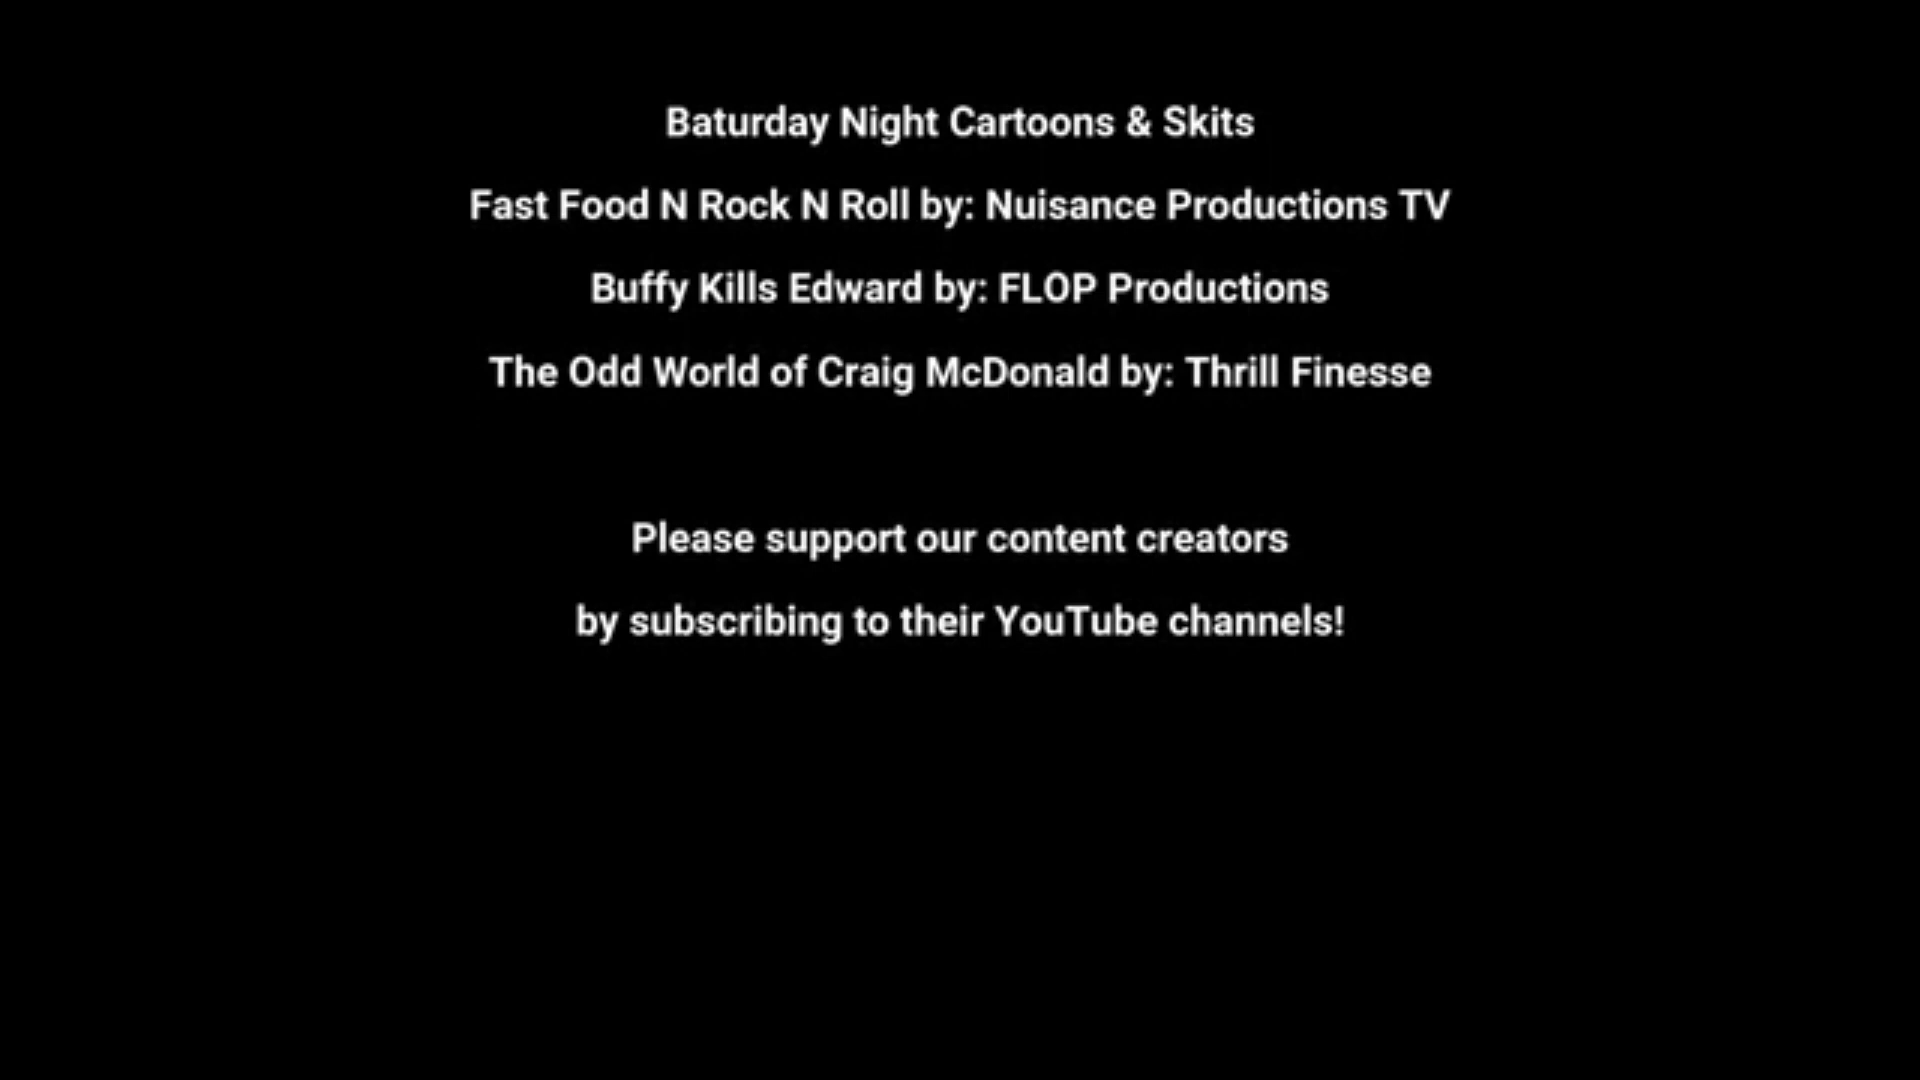 Baturday Night Cartoons & Skits
Fast Food N Rock N Roll by: Nuisance Productions TV
Buffy Kills Edward by: FLOP Productions
The Odd World of Craig McDonald by: Thrill Finesse
Please support our content creators
by subscribing to their YouTube channels!